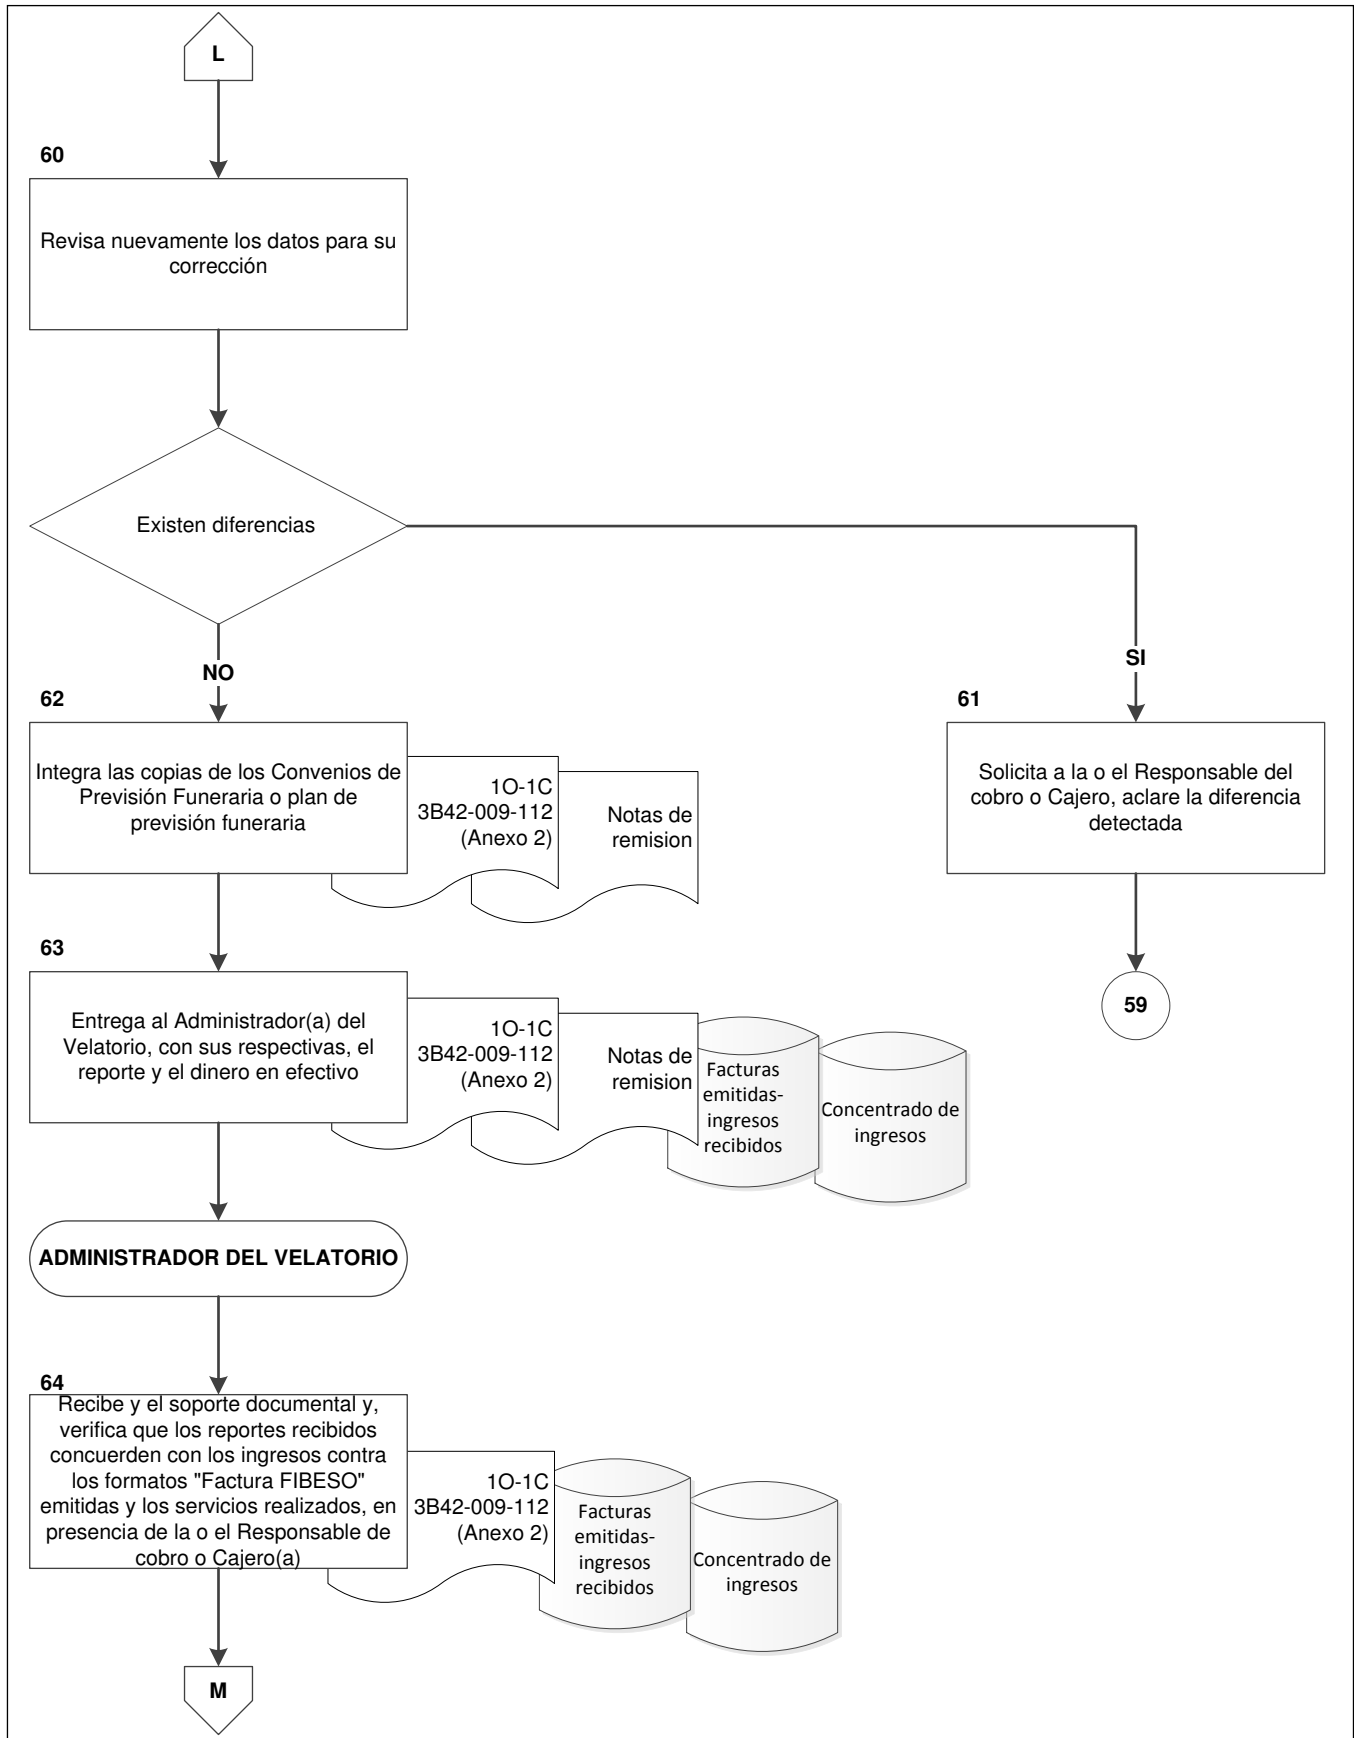 L
60
Revisa nuevamente los datos para su
corrección
Existen diferencias
NO
SI
62
Integra las copias de los Convenios de
Previsión Funeraria o plan de
previsión funeraria
1O-1C
3B42-009-112
(Anexo 2)
Notas de
remision
61
Solicita a la o el Responsable del
cobro o Cajero, aclare la diferencia
detectada
59
63
Entrega al Administrador(a) del
Velatorio, con sus respectivas, el
reporte y el dinero en efectivo
1O-1C
3B42-009-112
(Anexo 2)
Notas de
remision
Facturas
emitidas-
ingresos
recibidos
Concentrado de
ingresos
ADMINISTRADOR DEL VELATORIO
64
Recibe y el soporte documental y,
verifica que los reportes recibidos
concuerden con los ingresos contra
los formatos "Factura FIBESO"
emitidas y los servicios realizados, en
presencia de la o el Responsable de
cobro o Cajero(a)
1O-1C
3B42-009-112
(Anexo 2)
Facturas
emitidas-
ingresos
recibidos
Concentrado de
ingresos
M